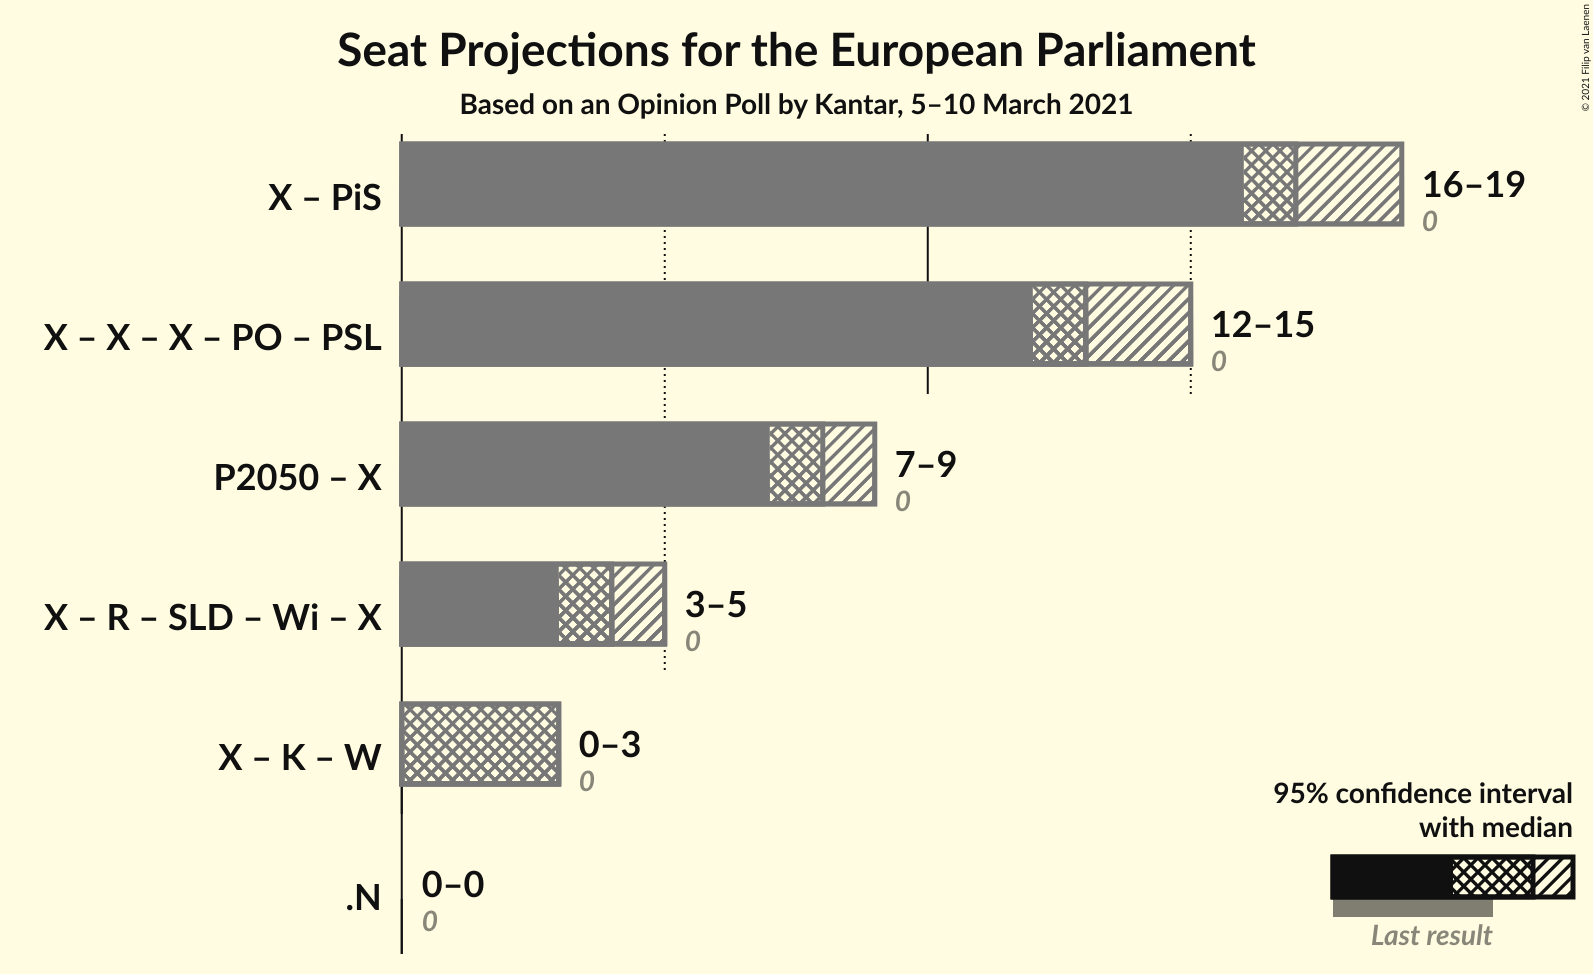 Seat Projections for the European Parliament
Based on an Opinion Poll by Kantar, 5–10 March 2021
© 2021 Filip van Laenen
X – PiS
16–19
0
X – X – X – PO – PSL
12–15
0
P2050 – X
7–9
0
X – R – SLD – Wi – X
3–5
0
X – K – W
0–3
0
.N
0–0
0
95% confidence interval
with median
Last result